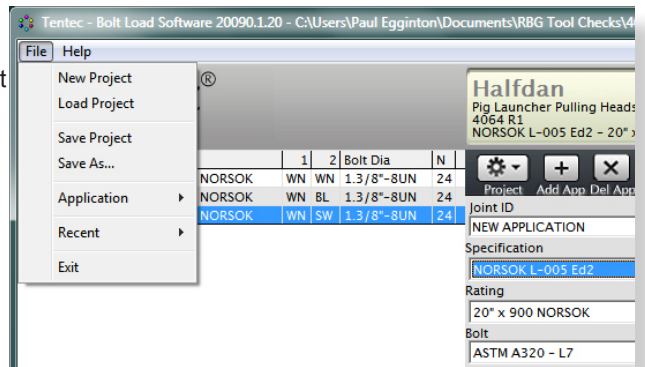 Tentec - Bolt Load Software 20090.1.20 - C:\Users\Paul Egginton\Documents\RBG Tool Checks\
File Help
t
New Project
Load Project
Save Project
Save As...
Application
Recent
Exit
®
1 2 Bolt Dia N
NORSOK WN WN 1.3/8"-8UN 24
NORSOK WN BL 1.3/8"-8UN 24
NORSOK WN SW 1.3/8"-8UN 24
Halfdan
Pig Launcher Pulling Heads
4064 R1
NORSOK L-005 Ed2 - 20"
Project Add App Del App
Joint ID
NEW APPLICATION
Specification
NORSOK L-005 Ed2
Rating
20" x 900 NORSOK
Bolt
ASTM A320 - L7